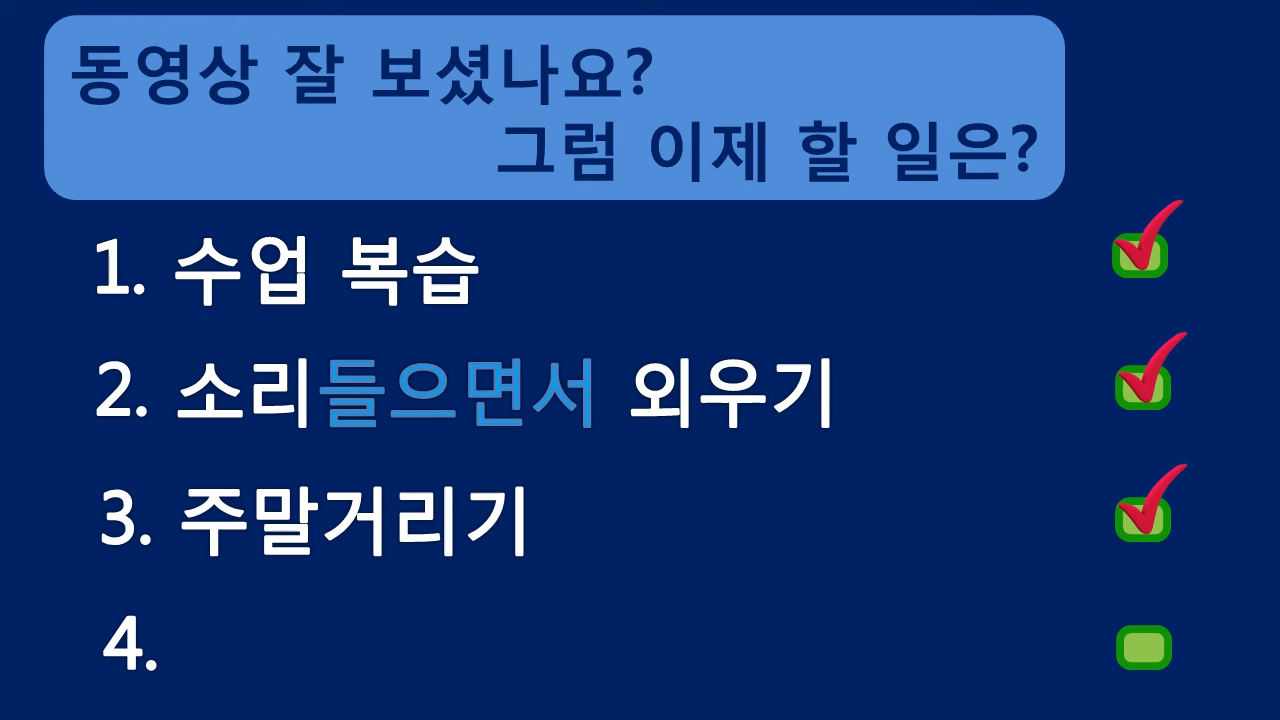 동영상 잘 보셨나요?
그럼 이제 할 일은?
1. 수업 복습
2. 소리들으면서 외우기
3. 주말거리기
4.